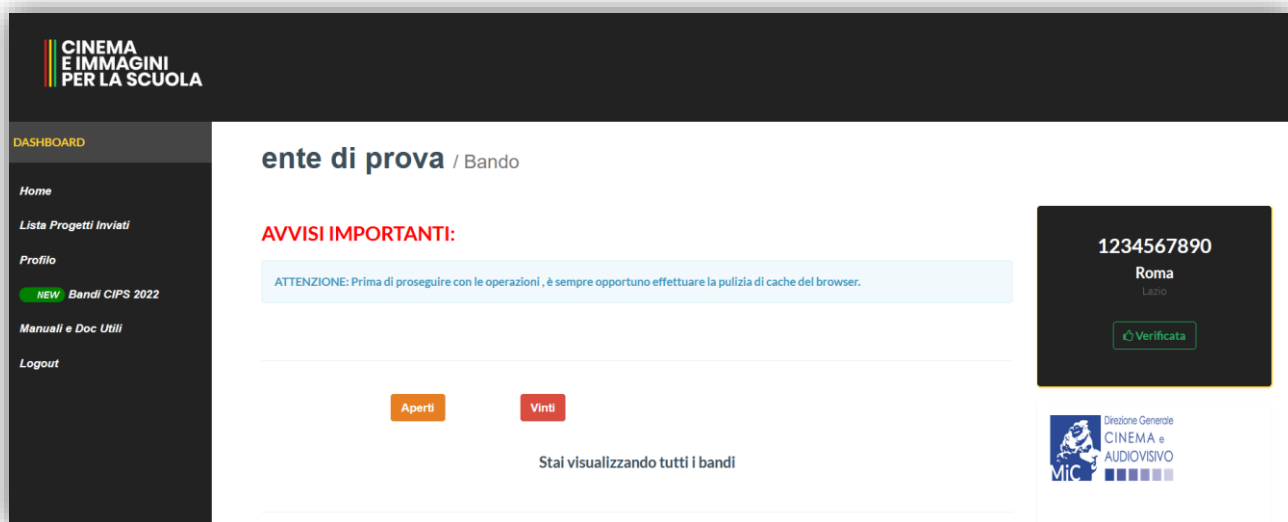 CINEMA
E IMMAGINI
PER LA SCUOLA
DASHBOARD
Home
Lista Progetti Inviati
Profilo
NEW Bandi CIPS 2022
Manuali e Doc Utili
Logout
ente di prova / Bando
AVVISI IMPORTANTI:
ATTENZIONE: Prima di proseguire con le operazioni , è sempre opportuno effettuare la pulizia di cache del browser.
Aperti
Vinti
Stai visualizzando tutti i bandi
1234567890
Roma
Lazio
Verificata
Direzione Generale
CINEMA e
AUDIOVISIVO
MiC